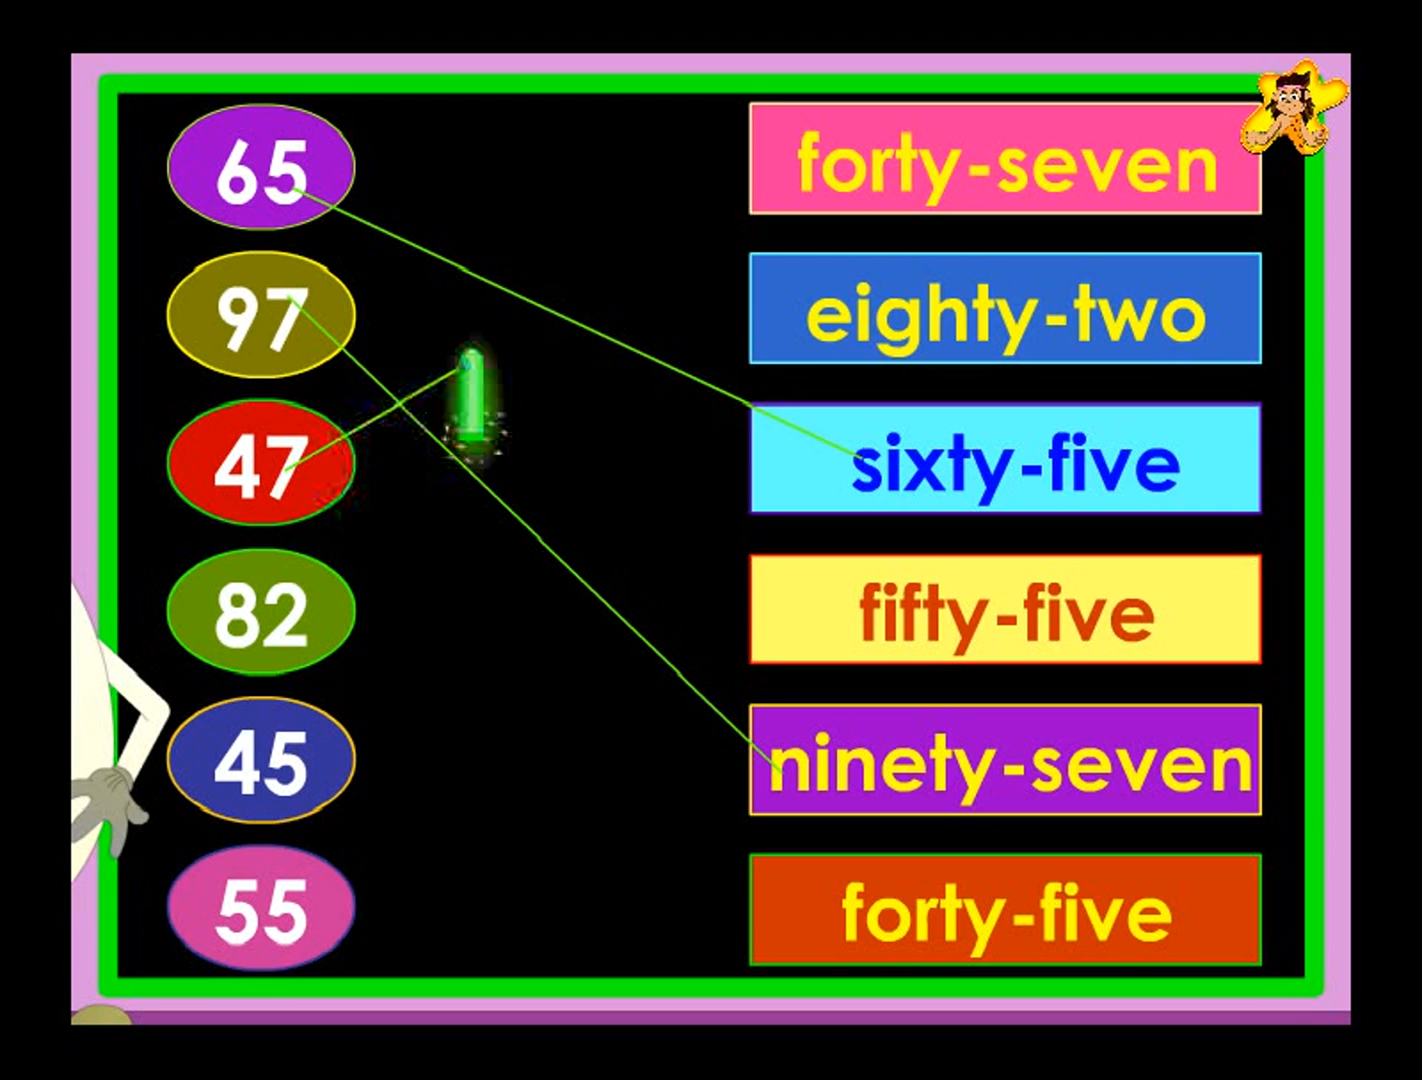 65
forty-seven
97
eighty-two
47
sixty-five
82
fifty-five
45
ninety-seven
55
forty-five